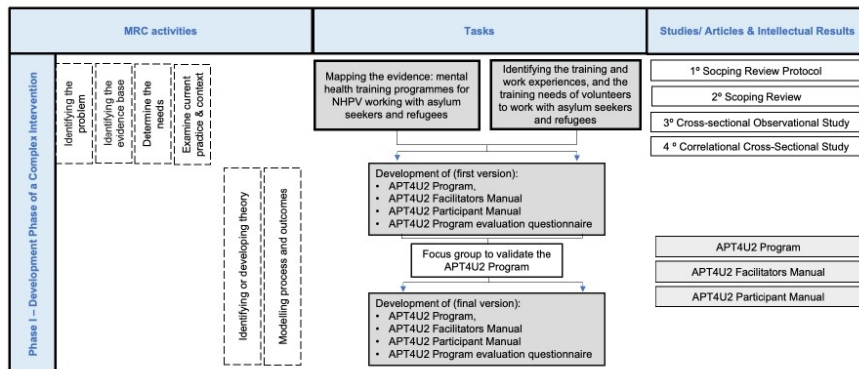 MRC activities
Tasks
Studies/ Articles & Intellectual Results
Phase I – Development Phase of a Complex Intervention
Identifying the
problem
Identifying the
evidence base
Determine the
needs
Examine current
pradice & context
Identifying or developing theory
Modelling process and outcomes
Mapping the evidence: mental
health training programmes for
NHPV working with asylum
seekers and refugees
Identifying the training and
work experiences, and the
training needs of volunteers
to work with asylum seekers
and refugees
Development of (first version):
• APT4U2 Program,
• APT4U2 Facilitators Manual
• APT4U2 Participant Manual
• APT4U2 Program evaluation questionnaire
Focus group to validate the
APT4U2 Program
Development of (final version):
• APT4U2 Program,
• APT4U2 Facilitators Manual
• APT4U2 Participant Manual
• APT4U2 Program evaluation questionnaire
1º Socping Review Protocol
2º Scoping Review
3º Cross-sectional Observational Study
4 º Correlational Cross-Sectional Study
APT4U2 Program
APT4U2 Facilitators Manual
APT4U2 Participant Manual